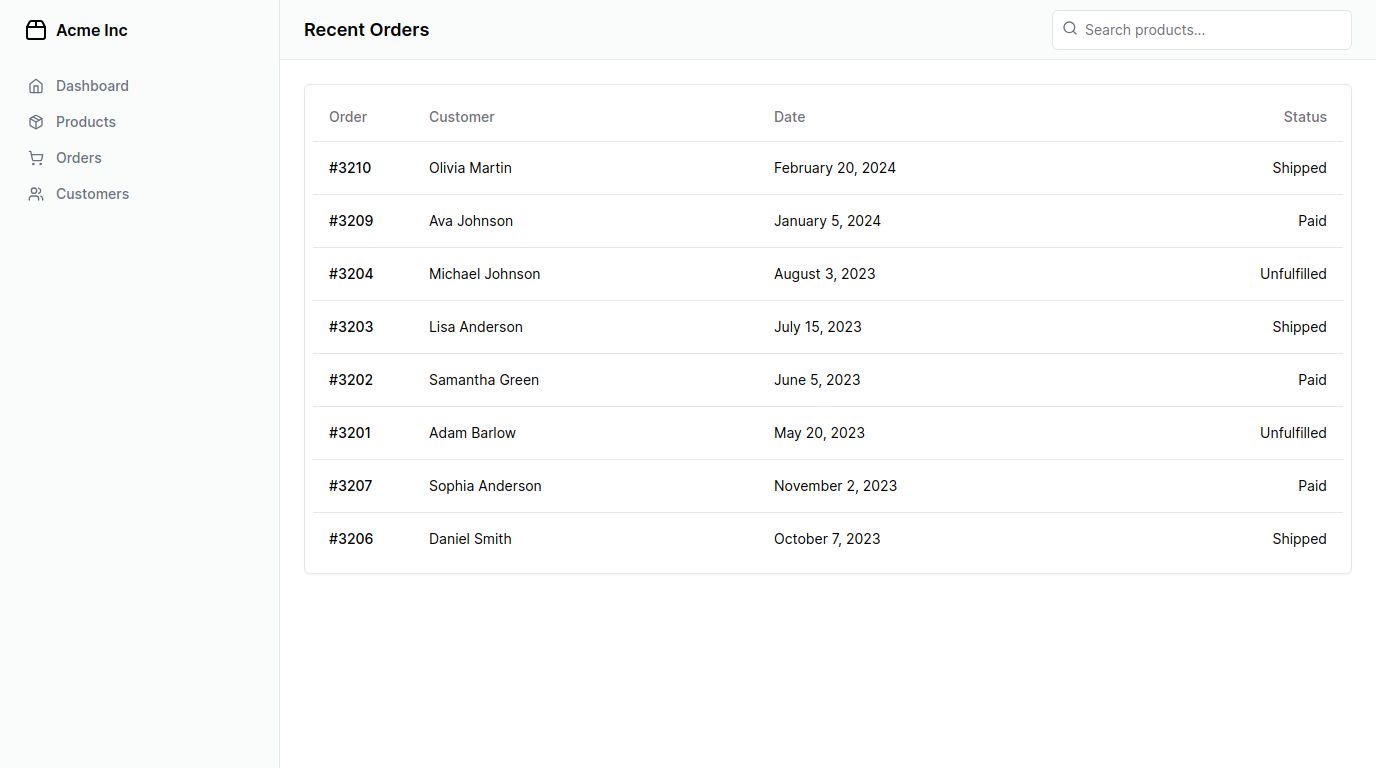 Acme Inc
Dashboard
Products
Orders
Customers
Recent Orders
Search products...
Order Customer Date Status
#3210 Olivia Martin February 20, 2024 Shipped
#3209 Ava Johnson January 5, 2024 Paid
#3204 Michael Johnson August 3, 2023 Unfulfilled
#3203 Lisa Anderson July 15, 2023 Shipped
#3202 Samantha Green June 5, 2023 Paid
#3201 Adam Barlow May 20, 2023 Unfulfilled
#3207 Sophia Anderson November 2, 2023 Paid
#3206 Daniel Smith October 7, 2023 Shipped